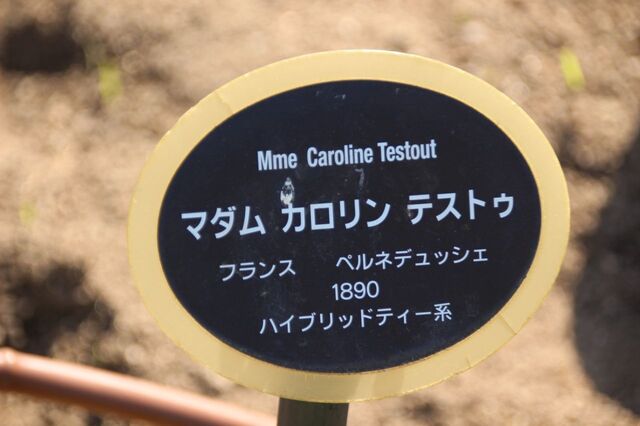 Mme Caroline Testout
マダム カロリン テストゥ
フランス ペルネデュッシェ
1890
ハイブリッドティー系